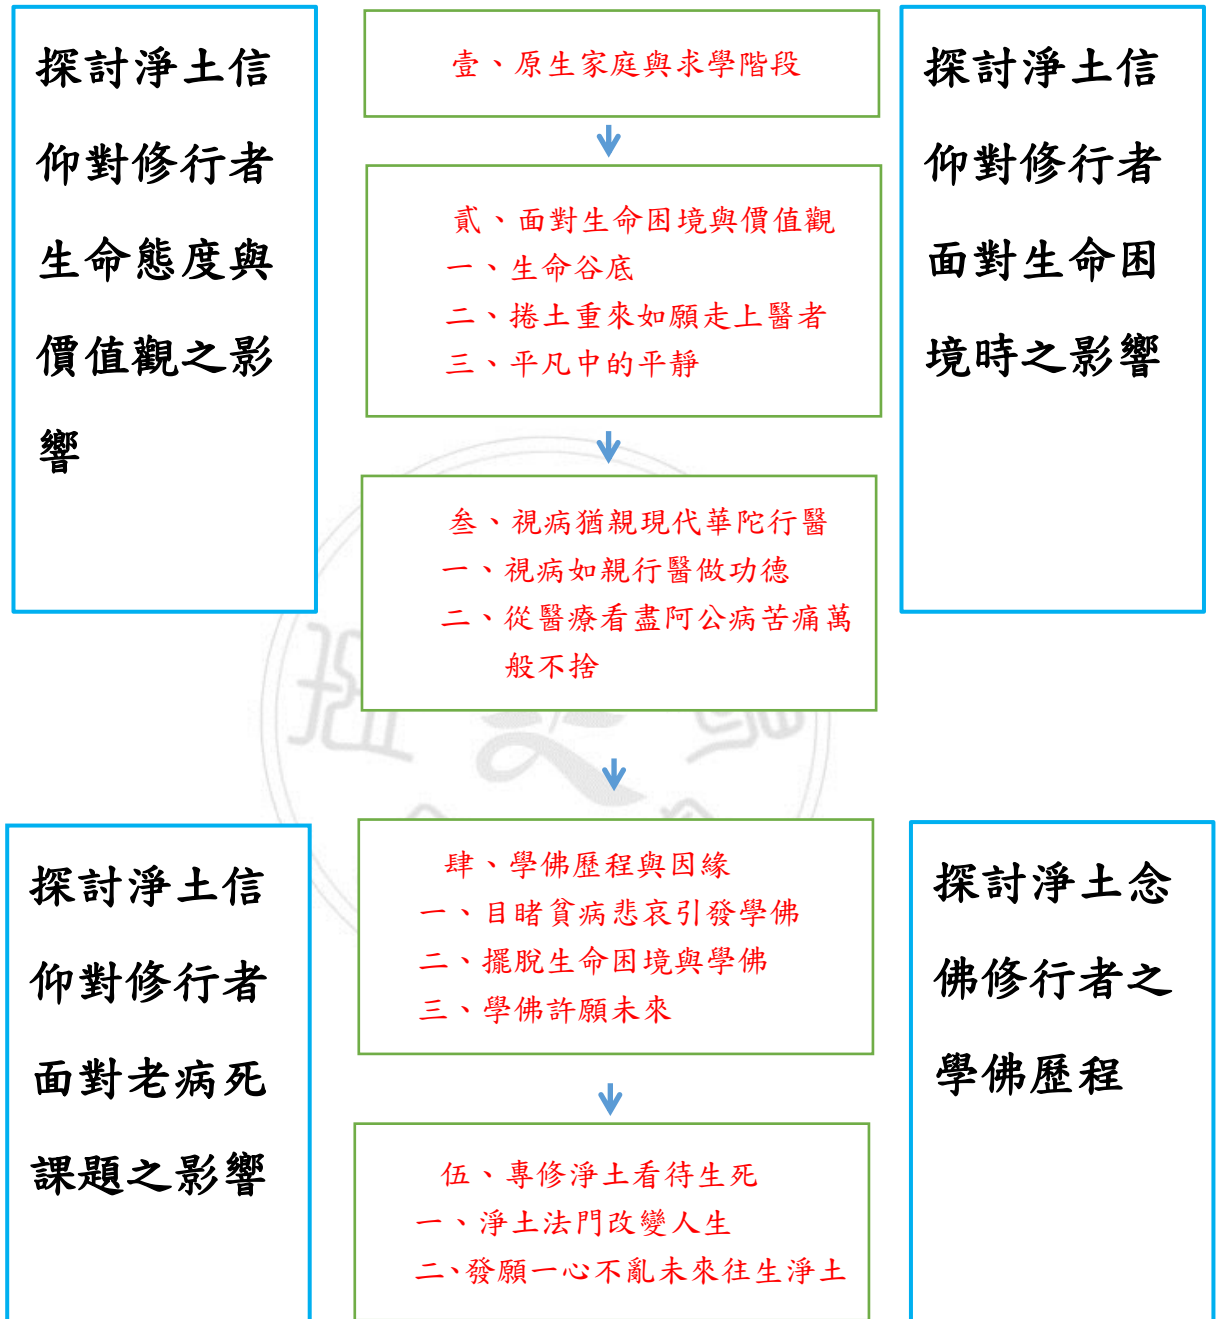 探討淨土信
仰對修行者
生命態度與
價值觀之影
響
壹、原生家庭與求學階段
探討淨土信
仰對修行者
面對生命困
境時之影響
貳、面對生命困境與價值觀
一、生命谷底
二、捲土重來如願走上醫者
三、平凡中的平靜
叁、視病猶親現代華陀行醫
一、視病如親行醫做功德
二、從醫療看盡阿公病苦痛萬
般不捨
探討淨土信
仰對修行者
面對老病死
課題之影響
肆、學佛歷程與因緣
一、目睹貧病悲哀引發學佛
二、擺脫生命困境與學佛
三、學佛許願未來
探討淨土念
佛修行者之
學佛歷程
伍、專修淨土看待生死
一、淨土法門改變人生
二、發願一心不亂未來往生淨土